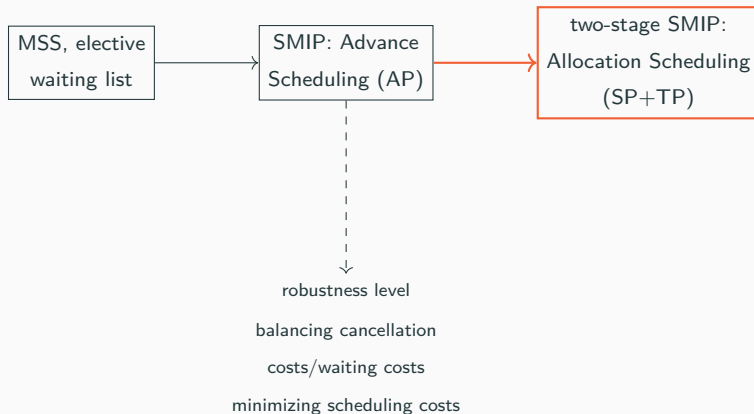 MSS, elective
waiting list
SMIP: Advance
Scheduling (AP)
two-stage SMIP:
Allocation Scheduling
(SP+TP)
robustness level
balancing cancellation
costs/waiting costs
minimizing scheduling costs